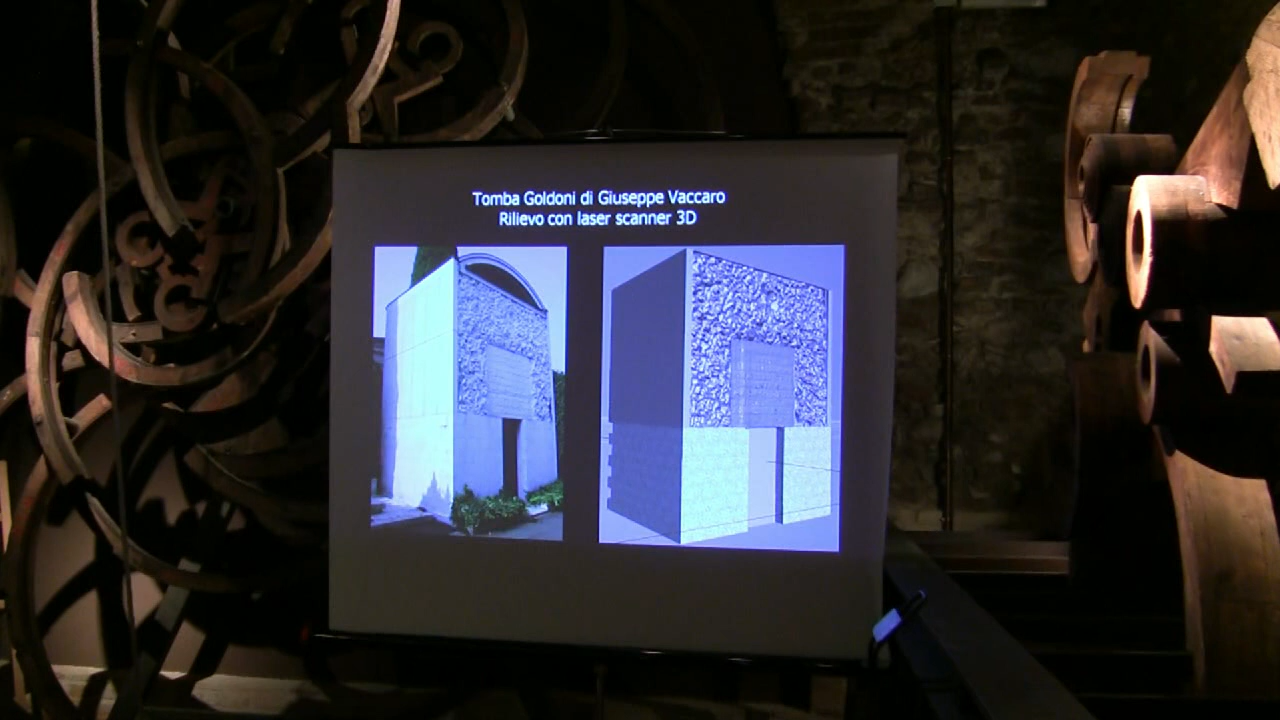 Tomba Goldoni di Giuseppe Vaccaro
Rilievo con laser scanner 3D